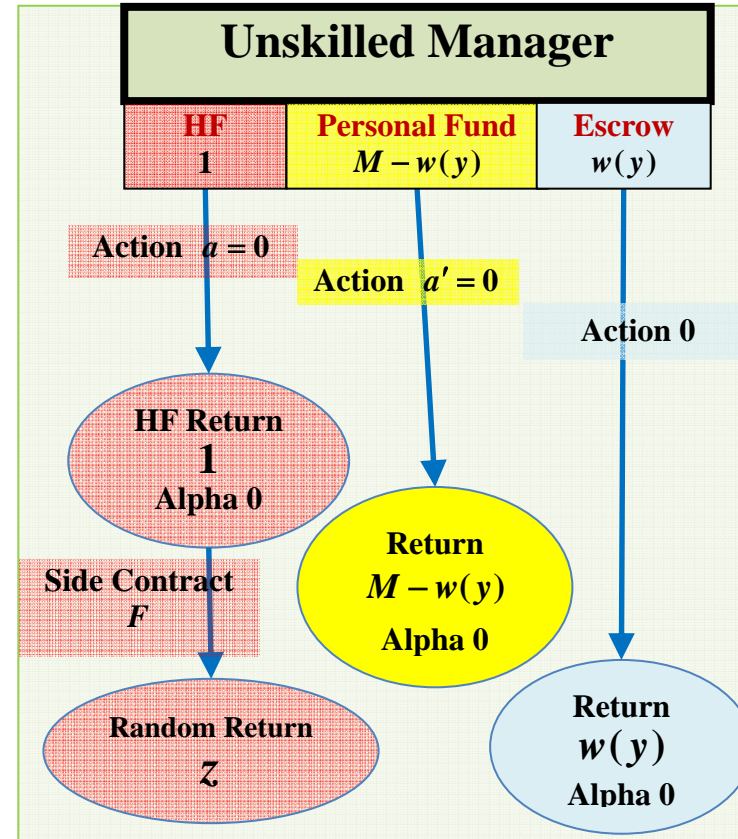 Unskilled Manager
HF
1
Personal Fund
M − w(y)
Escrow
w(y)
Action a = 0
Action a′ = 0
Action 0
HF Return
1
Alpha 0
Return
M − w(y)
Alpha 0
Side Contract
F
Random Return
z
Return
w(y)
Alpha 0